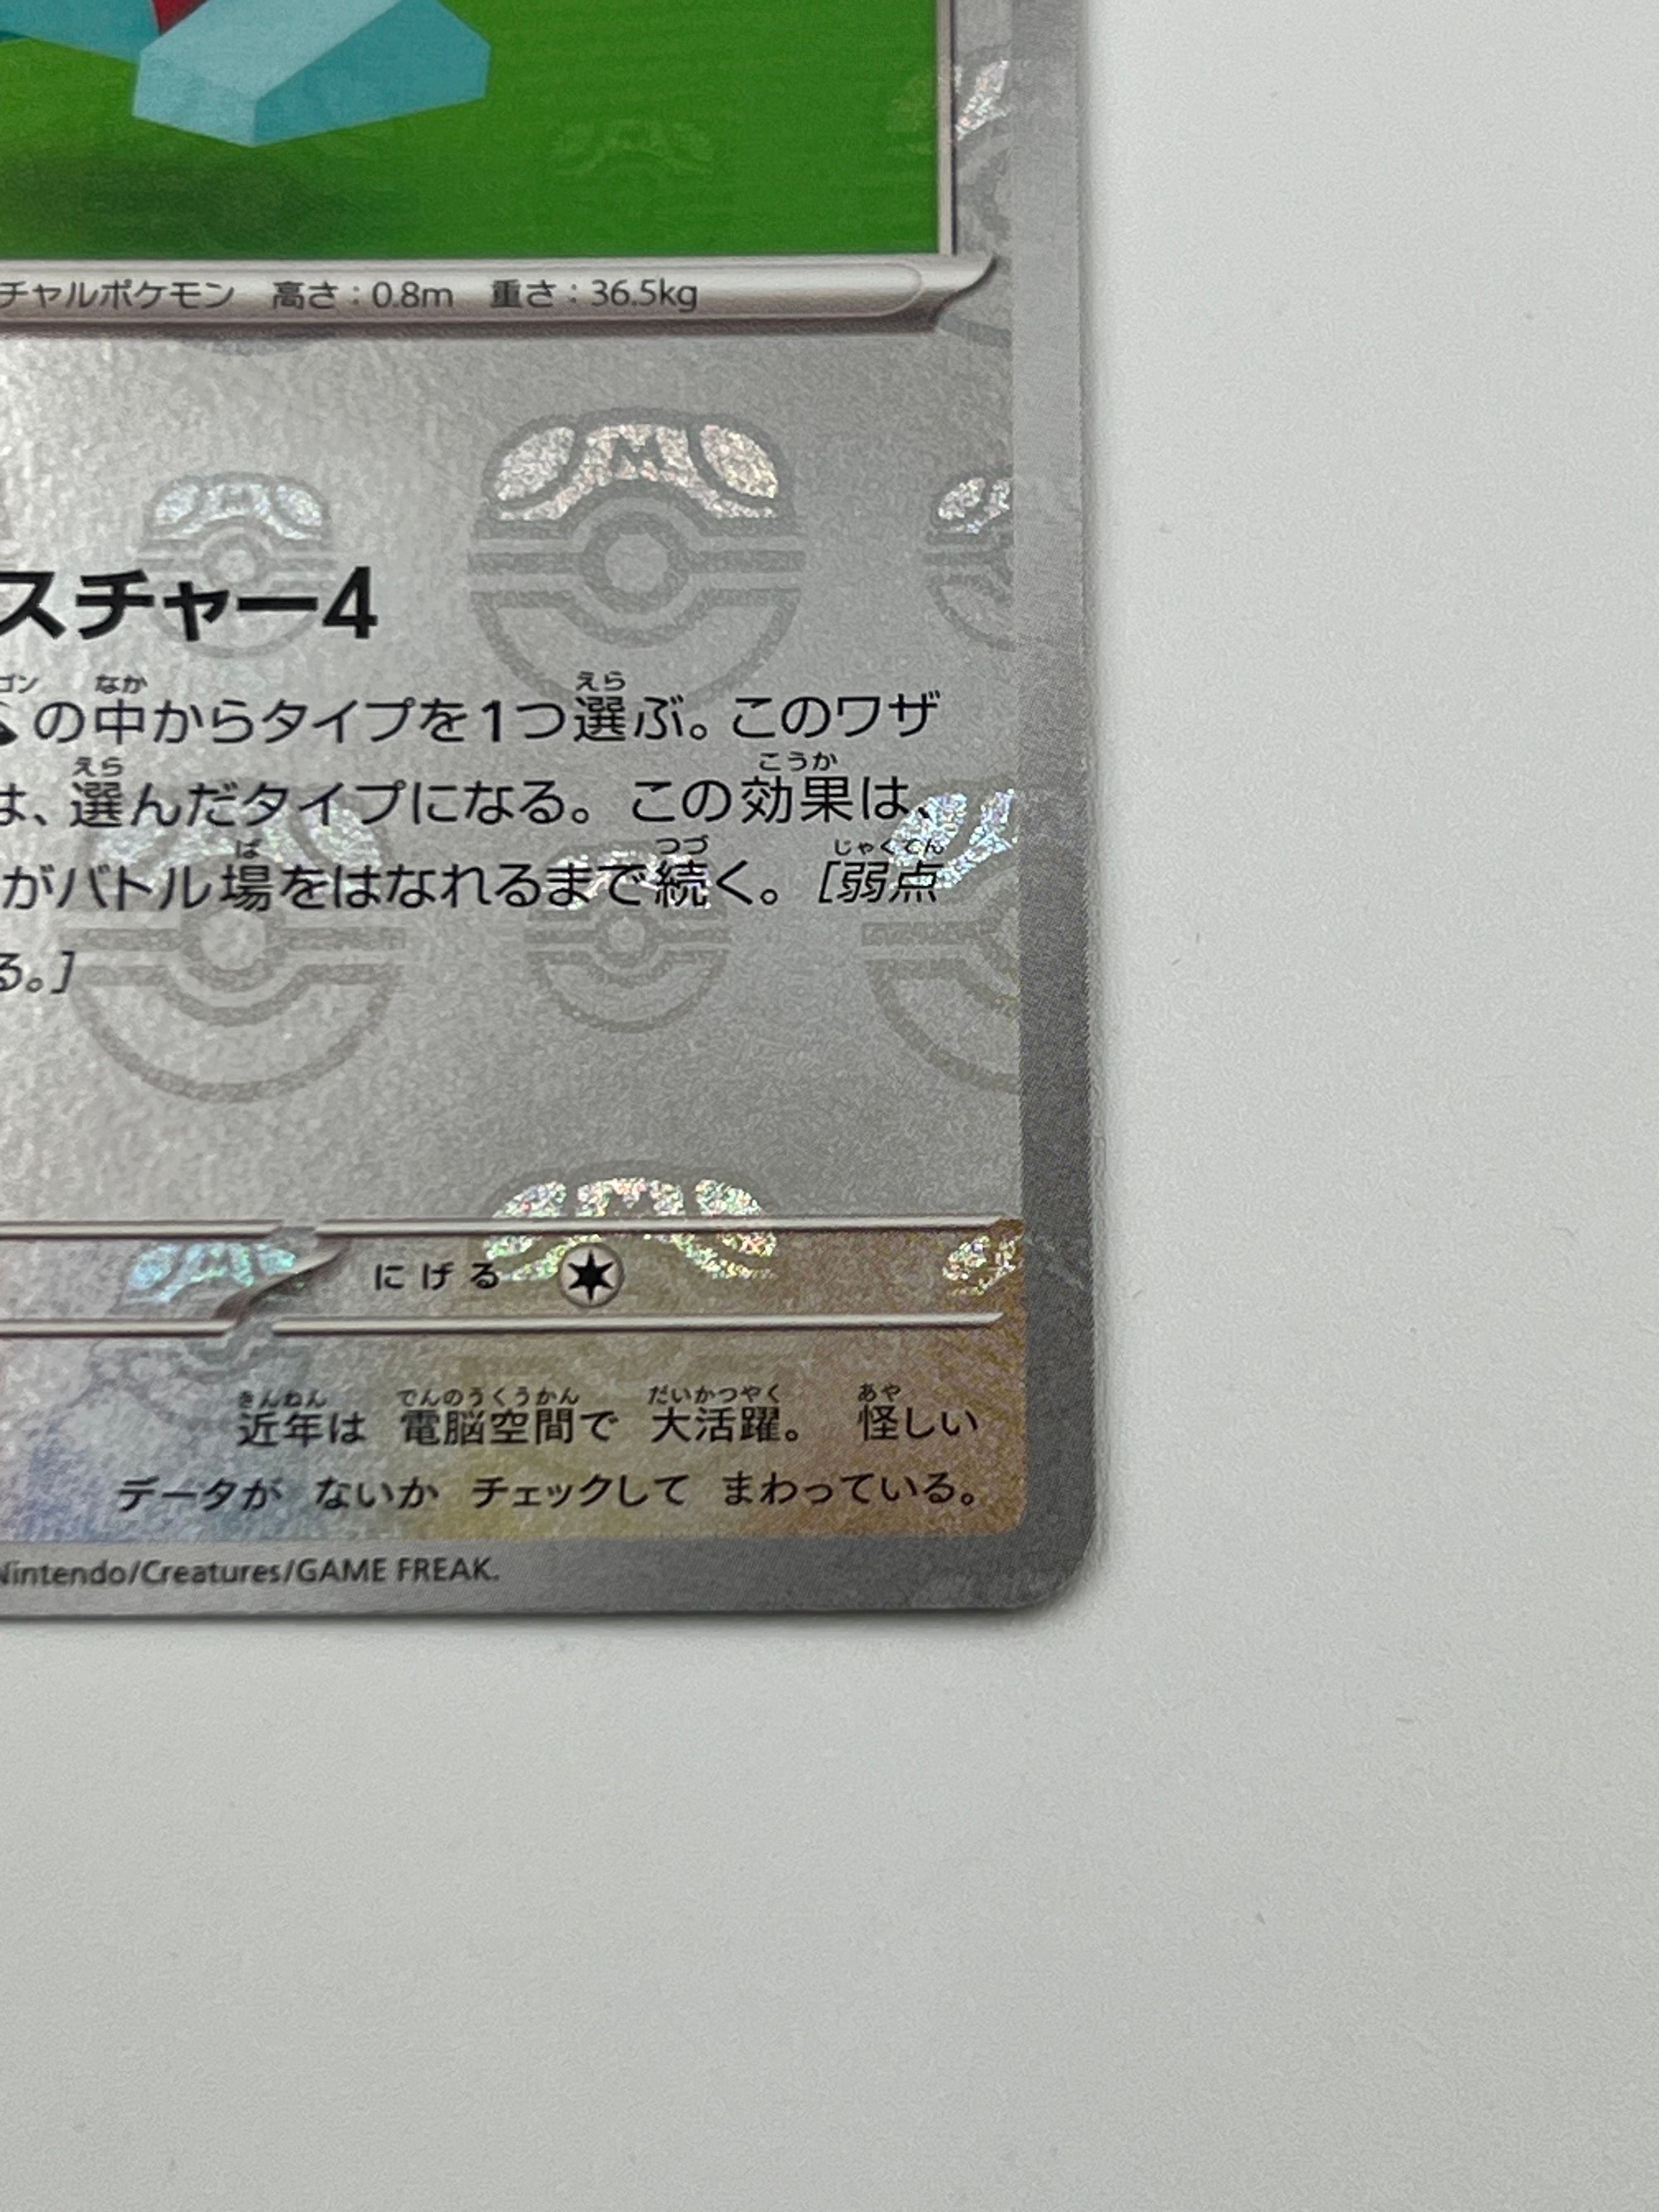 チャルポケモン 高さ：0.8m 重さ：36.5kg
スチャー4
の中からタイプを1つ選ぶ。このワザ
は、選んだタイプになる。この効果は、
がバトル場をはなれるまで続く。［弱点
る。］
にげる
近年は 電脳空間で 大活躍。 怪しい
データが ないか チェックして まわっている。
Nintendo/Creatures/GAME FREAK.